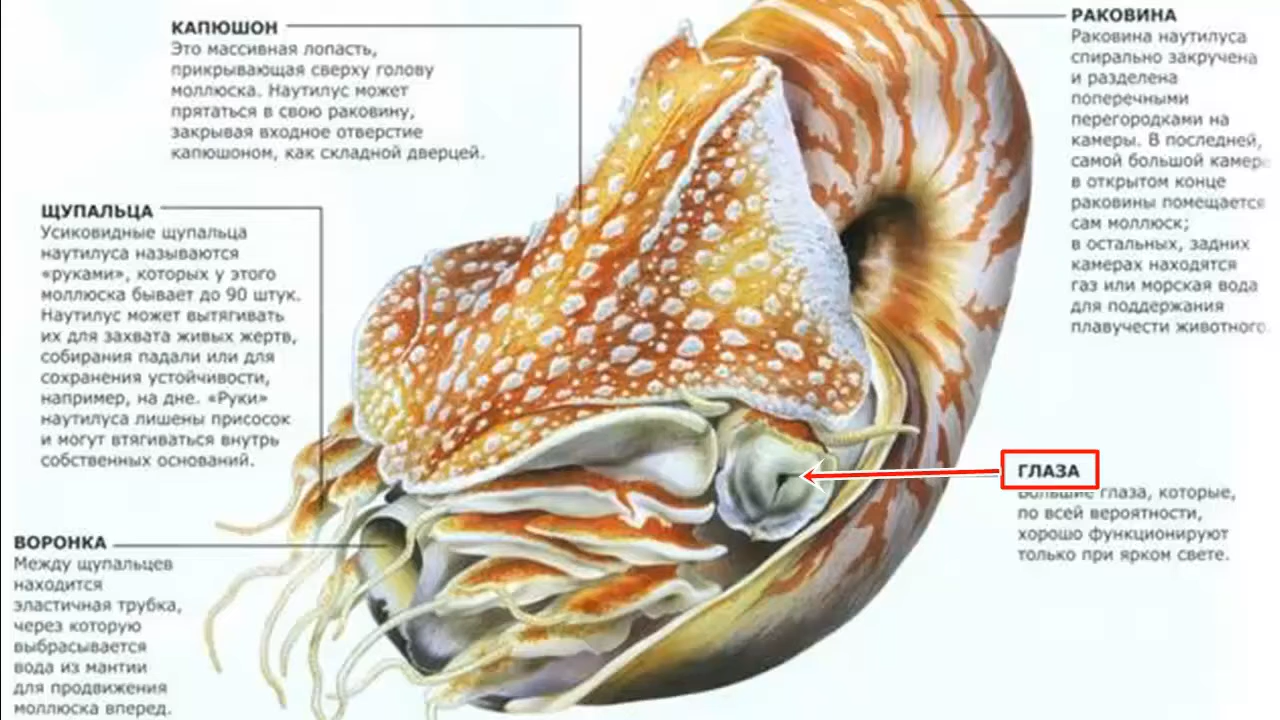 КАПЮШОН
Это массивная лопасть,
прикрывающая сверху голову
моллюска. Наутилус может
прятаться в свою раковину,
закрывая входное отверстие
капюшоном, как складной дверцей.
ЩУПАЛЬЦА
Усиковидные щупальца
наутилуса называются
«руками», которых у этого
моллюска бывает до 90 штук.
Наутилус может вытягивать
их для захвата живых жертв,
собирания падали или для
сохранения устойчивости,
например, на дне. «Руки»
наутилуса лишены присосок
и могут втягиваться внутрь
собственных оснований.
ВОРОНКА
Между щупальцев
находится
эластичная трубка,
через которую
выбрасывается
вода из мантии
для продвижения
моллюска вперед.
РАКОВИНА
Раковина наутилуса
спирально закручена
и разделена
поперечными
перегородками на
камеры. В последней,
самой большой камере
в открытом конце
раковины помещается
сам моллюск;
в остальных, задних
камерах находятся
газ или морская вода
для поддержания
плавучести животного.
ГЛАЗА
Большие глаза, которые,
по всей вероятности,
хорошо функционируют
только при ярком свете.